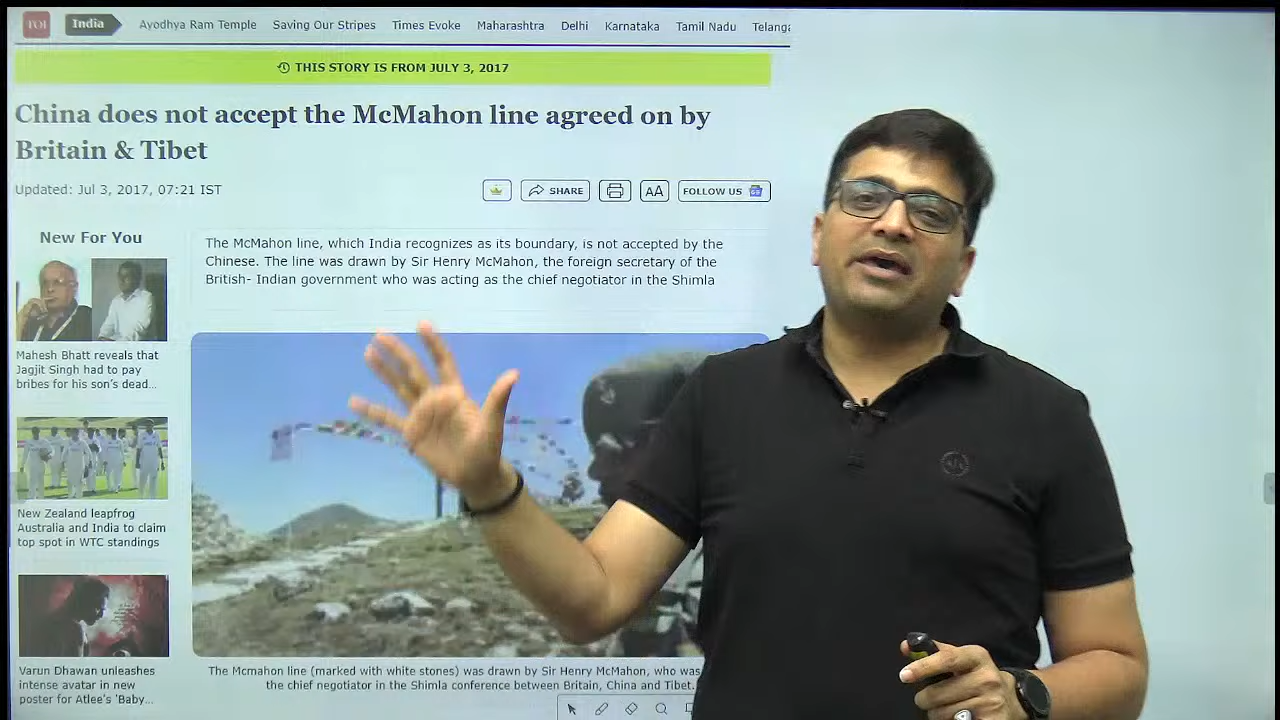 TOI India Ayodhya Ram Temple Saving Our Stripes Times Evoke Maharashtra Delhi Karnataka Tamil Nadu
THIS STORY IS FROM JULY 3, 2017
China does not accept the McMahon line agreed on by
Britain & Tibet
Updated: Jul 3, 2017, 07:21 IST
SHARE
AA
FOLLOW US
New For You
The McMahon line, which India recognizes as its boundary, is not accepted by the
Chinese. The line was drawn by Sir Henry McMahon, the foreign secretary of the
British- Indian government who was acting as the chief negotiator in the Shimla
Mahesh Bhatt reveals that
Jagjit Singh had to pay
bribes for his son's dead...
New Zealand leapfrog
Australia and India to claim
top spot in WTC standings
Varun Dhawan unleashes
intense avatar in new
poster for Atlee's 'Baby...
The Mcmahon line (marked with white stones) was drawn by Sir Henry McMahon, who was
the chief negotiator in the Shimla conference between Britain, China and Tibet.